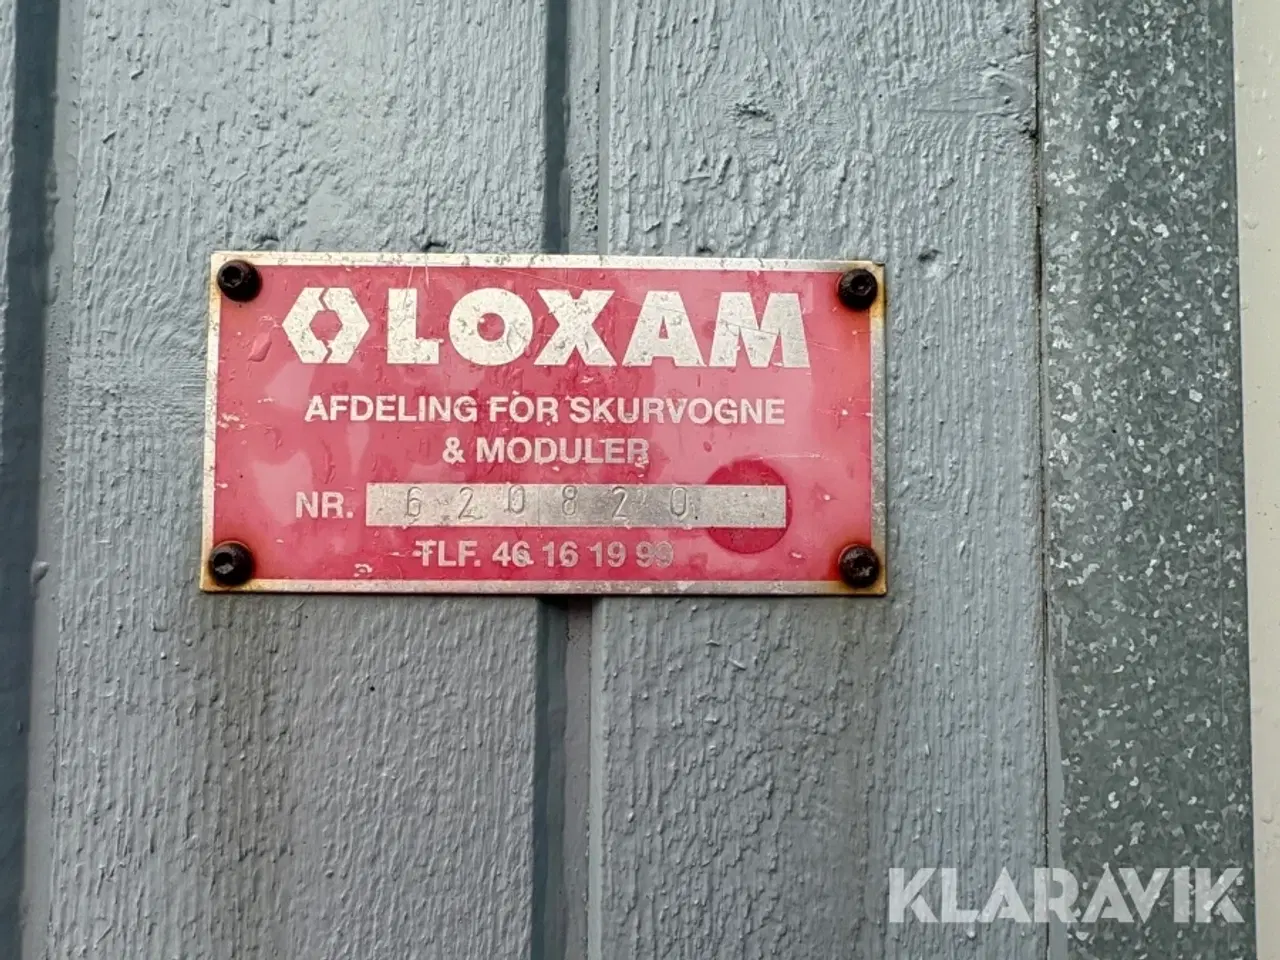 LOXAM
AFDELING FOR SKURVOGNE
& MODULER
NR. 620820
TLF. 46 16 19 99
KLARAVIK